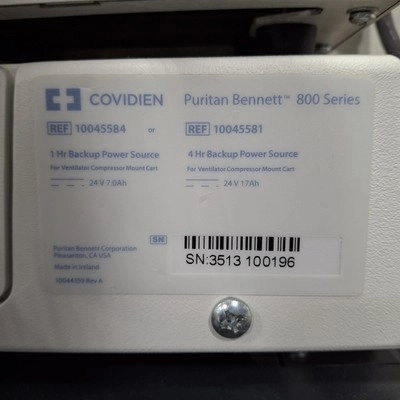 COVIDIEN
Puritan Bennett™ 800 Series
REF 10045584 or REF 10045581
1 Hr Backup Power Source
4 Hr Backup Power Source
For Ventilator Compressor Mount Cart
For Ventilator Compressor Mount Cart
24 V 7.0Ah
24 V 17Ah
SN
Puritan Bennett Corporation
Pleasanton, CA USA
Made in Ireland
SN:3513 100196